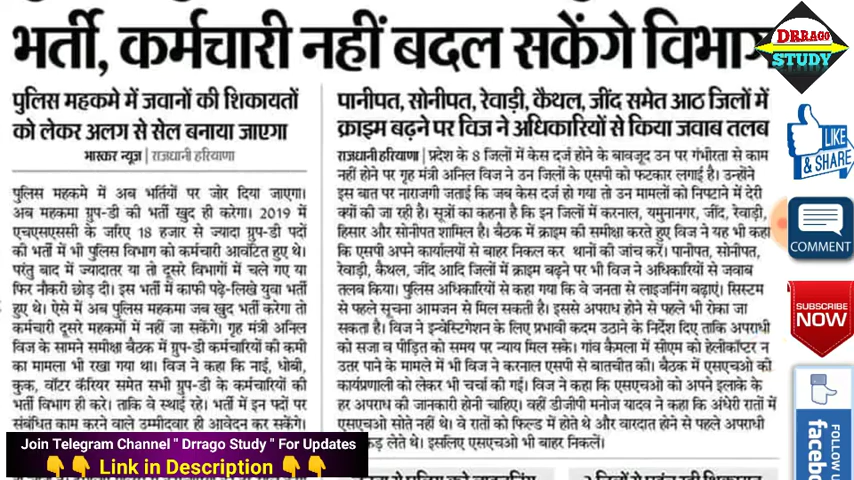 भर्ती, कर्मचारी नहीं बदल सकेंगे विभाग
DRRAGO
STUDY
पुलिस महकमे में जवानों की शिकायतों
को लेकर अलग से सेल बनाया जाएगा
भास्कर न्यूज | राजधानी हरियाणा
पुलिस महकमे में अब भर्तियों पर जोर दिया जाएगा।
अब महकमा ग्रुप-डी की भर्ती खुद ही करेगा। 2019 में
एचएसएससी के जरिए 18 हजार से ज्यादा ग्रुप-डी पदों
की भर्ती में भी पुलिस विभाग को कर्मचारी आवंटित हुए थे।
परंतु बाद में ज्यादातर या तो दूसरे विभागों में चले गए या
फिर नौकरी छोड़ दी। इस भर्ती में काफी पढ़े-लिखे युवा भर्ती
हुए थे। ऐसे में अब पुलिस महकमा जब खुद भर्ती करेगा तो
कर्मचारी दूसरे महकमों में नहीं जा सकेंगे। गृह मंत्री अनिल
विज के सामने समीक्षा बैठक में ग्रुप-डी कर्मचारियों की कमी
का मामला भी रखा गया था। विज ने कहा कि नाई, धोबी,
कुक, वॉटर कॅरियर समेत सभी ग्रुप-डी के कर्मचारियों की
भर्ती विभाग ही करे। ताकि वे स्थाई रहे। भर्ती में इन पदों पर
संबंधित काम करने वाले उम्मीदवार ही आवेदन कर सकेंगे।
पानीपत, सोनीपत, रेवाड़ी, कैथल, जींद समेत आठ जिलों में
क्राइम बढ़ने पर विज ने अधिकारियों से किया जवाब तलब
राजधानी हरियाणा | प्रदेश के 8 जिलों में केस दर्ज होने के बावजूद उन पर गंभीरता से काम
नहीं होने पर गृह मंत्री अनिल विज ने उन जिलों के एसपी को फटकार लगाई है। उन्होंने
इस बात पर नाराजगी जताई कि जब केस दर्ज हो गया तो उन मामलों को निपटाने में देरी
क्यों की जा रही है। सूत्रों का कहना है कि इन जिलों में करनाल, यमुनानगर, जींद, रेवाड़ी,
हिसार और सोनीपत शामिल है। बैठक में क्राइम की समीक्षा करते हुए विज ने यह भी कहा
कि एसपी अपने कार्यालयों से बाहर निकल कर थानों की जांच करें। पानीपत, सोनीपत,
रेवाड़ी, कैथल, जींद आदि जिलों में क्राइम बढ़ने पर भी विज ने अधिकारियों से जवाब
तलब किया। पुलिस अधिकारियों से कहा गया कि वे जनता से लाइजनिंग बढ़ाएं। सिस्टम
से पहले सूचना आमजन से मिल सकती है। इससे अपराध होने से पहले भी रोका जा
सकता है। विज ने इन्वेस्टिगेशन के लिए प्रभावी कदम उठाने के निर्देश दिए ताकि अपराधी
को सजा व पीड़ित को समय पर न्याय मिल सके। गांव कैमला में सीएम को हेलीकॉप्टर न
उतर पाने के मामले में भी विज ने करनाल एसपी से बातचीत की। बैठक में एसएचओ की
कार्यप्रणाली को लेकर भी चर्चा की गई। विज ने कहा कि एसएचओ को अपने इलाके के
हर अपराध की जानकारी होनी चाहिए। वहीं डीजीपी मनोज यादव ने कहा कि अंधेरी रातों में
एसएचओ सोते नहीं थे। वे रातों को फिल्ड में होते थे और वारदात होने से पहले अपराधी
लेते थे। इसलिए एसएचओ भी बाहर निकलें।
LIKE
& SHARE
COMMENT
SUBSCRIBE
NOW
FOLLOW US
facebook
Join Telegram Channel " Drrago Study " For Updates
Link in Description